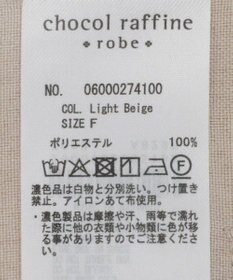 chocol raffine
robe
NO. 06000274100
COL. Light Beige
SIZE F
ポリエステル 100%
濃色品は白物と分別洗い。つけ置き
禁止。アイロンあて布使用。
・濃色製品は摩擦や汗、雨等で濡れ
た際に他の衣類や小物類に色が移
る事がありますのでご注意くださ
い。